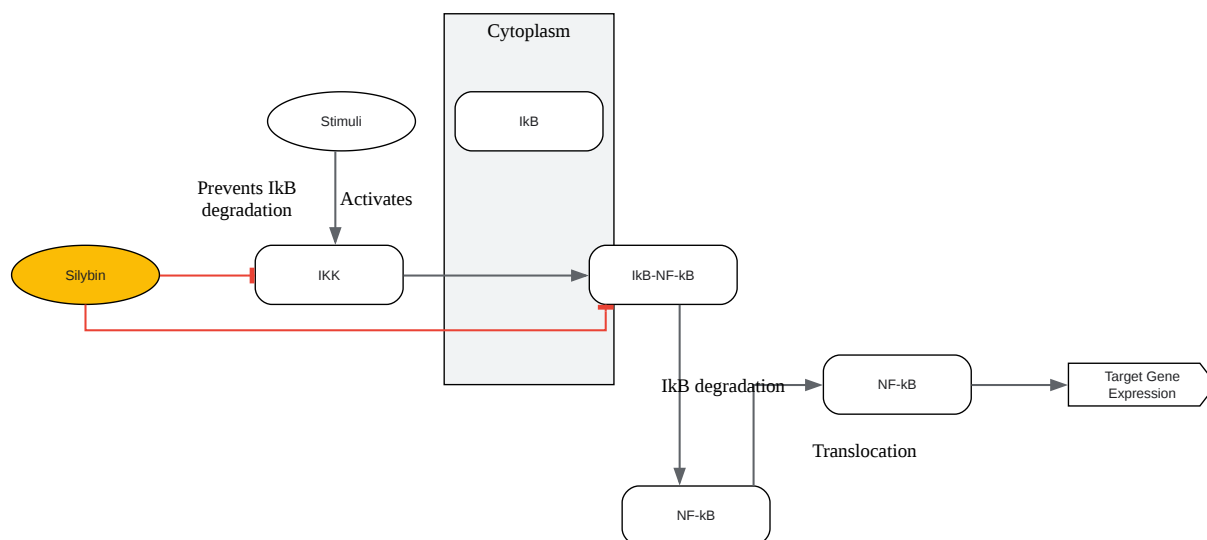 Cytoplasm
Stimuli
IkB
Prevents IkB
degradation
Activates
Silybin
IKK
IkB-NF-kB
IkB degradation
NF-kB
Target Gene
Expression
Translocation
NF-kB